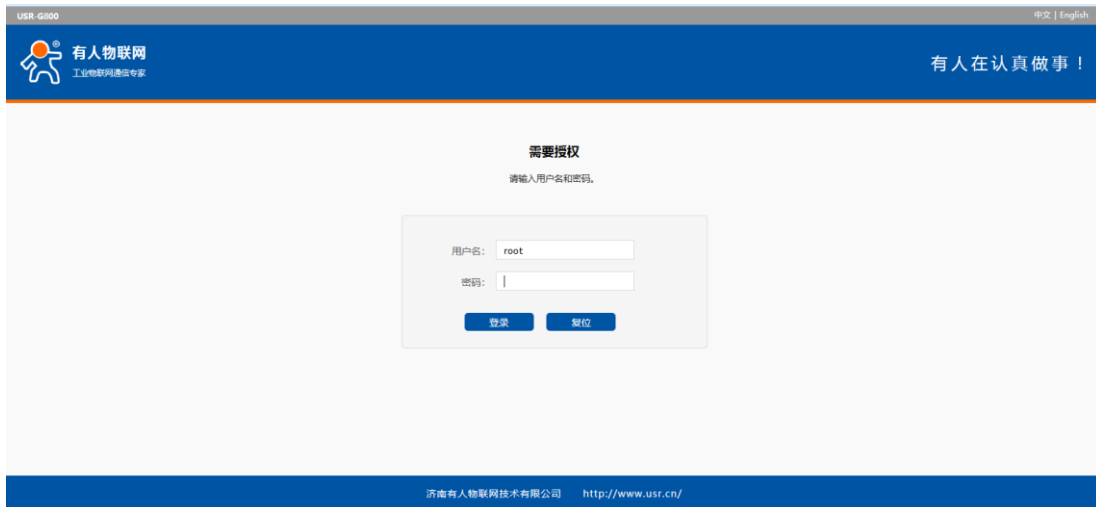 USR-G800
中文 | English
有人物联网
工业物联网通信专家
有人在认真做事！
需要授权
请输入用户名和密码。
用户名： root
密码：
登录 复位
济南有人物联网技术有限公司 http://www.usr.cn/